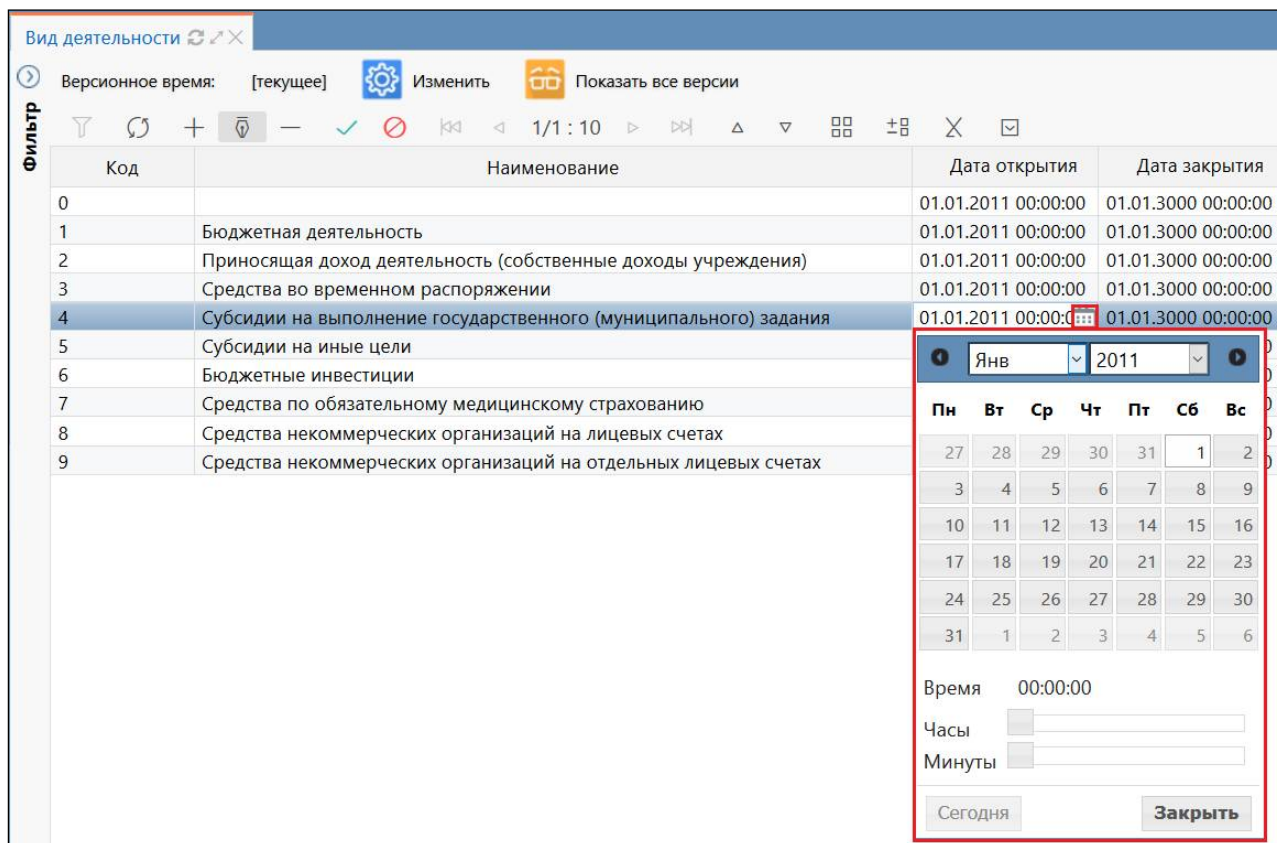 Вид деятельности
Версионное время: [текущее] Изменить Показать все версии
Фильтр
1/1 : 10
Код Наименование Дата открытия Дата закрытия
0 01.01.2011 00:00:00 01.01.3000 00:00:00
1 Бюджетная деятельность 01.01.2011 00:00:00 01.01.3000 00:00:00
2 Приносящая доход деятельность (собственные доходы учреждения) 01.01.2011 00:00:00 01.01.3000 00:00:00
3 Средства во временном распоряжении 01.01.2011 00:00:00 01.01.3000 00:00:00
4 Субсидии на выполнение государственного (муниципального) задания 01.01.2011 00:00:0 01.01.3000 00:00:00
5 Субсидии на иные цели
6 Бюджетные инвестиции
7 Средства по обязательному медицинскому страхованию
8 Средства некоммерческих организаций на лицевых счетах
9 Средства некоммерческих организаций на отдельных лицевых счетах
Янв 2011
Пн Вт Ср Чт Пт Сб Вс
27 28 29 30 31 1 2
3 4 5 6 7 8 9
10 11 12 13 14 15 16
17 18 19 20 21 22 23
24 25 26 27 28 29 30
31 1 2 3 4 5 6
Время 00:00:00
Часы
Минуты
Сегодня Закрыть